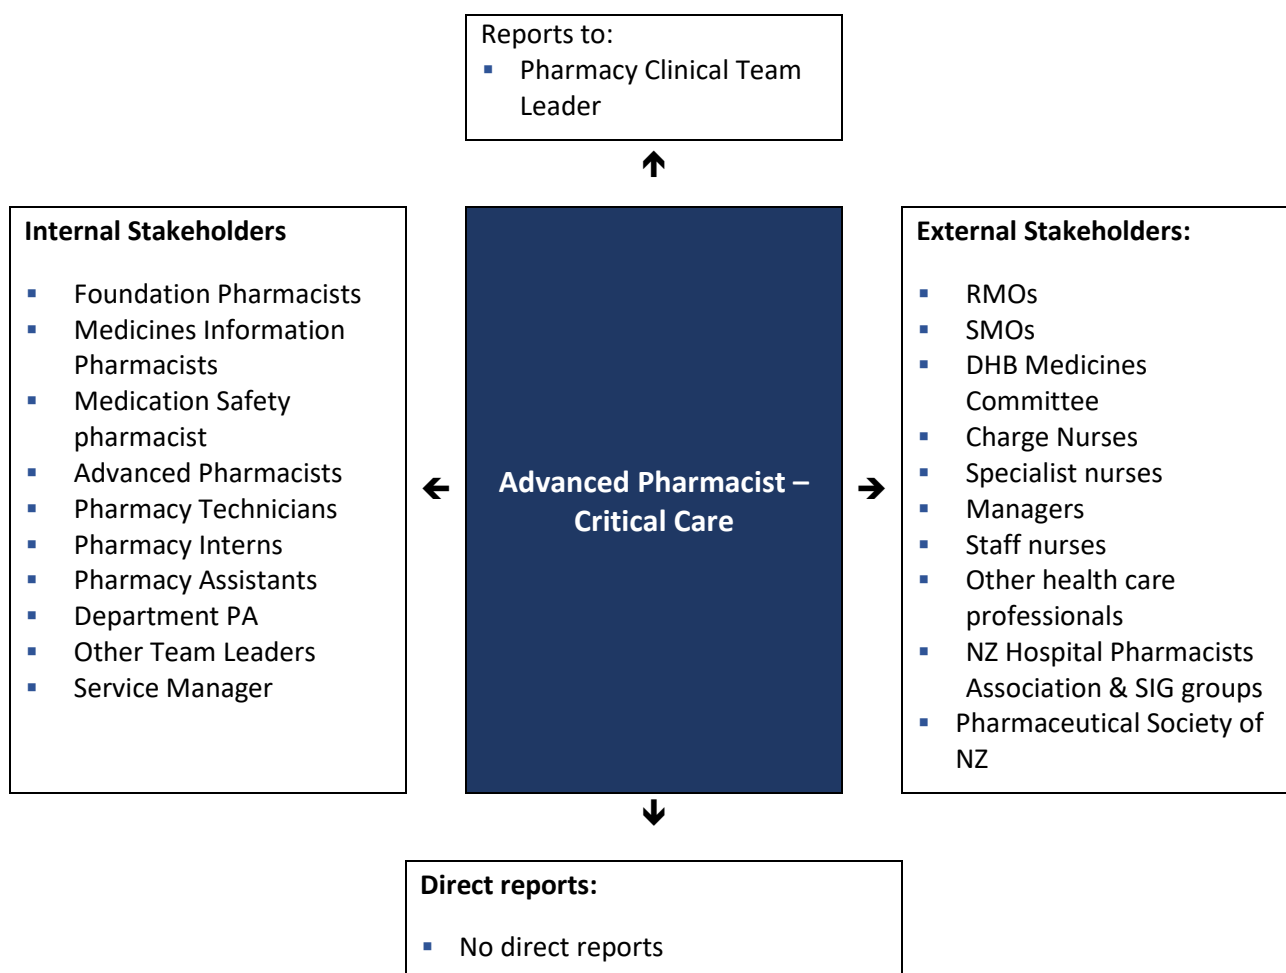 Reports to:
▪ Pharmacy Clinical Team
Leader
Internal Stakeholders
▪ Foundation Pharmacists
▪ Medicines Information
Pharmacists
▪ Medication Safety
pharmacist
▪ Advanced Pharmacists
▪ Pharmacy Technicians
▪ Pharmacy Interns
▪ Pharmacy Assistants
▪ Department PA
▪ Other Team Leaders
▪ Service Manager
Advanced Pharmacist –
Critical Care
External Stakeholders:
▪ RMOs
▪ SMOs
▪ DHB Medicines
Committee
▪ Charge Nurses
▪ Specialist nurses
▪ Managers
▪ Staff nurses
▪ Other health care
professionals
▪ NZ Hospital Pharmacists
Association & SIG groups
▪ Pharmaceutical Society of
NZ
Direct reports:
▪ No direct reports